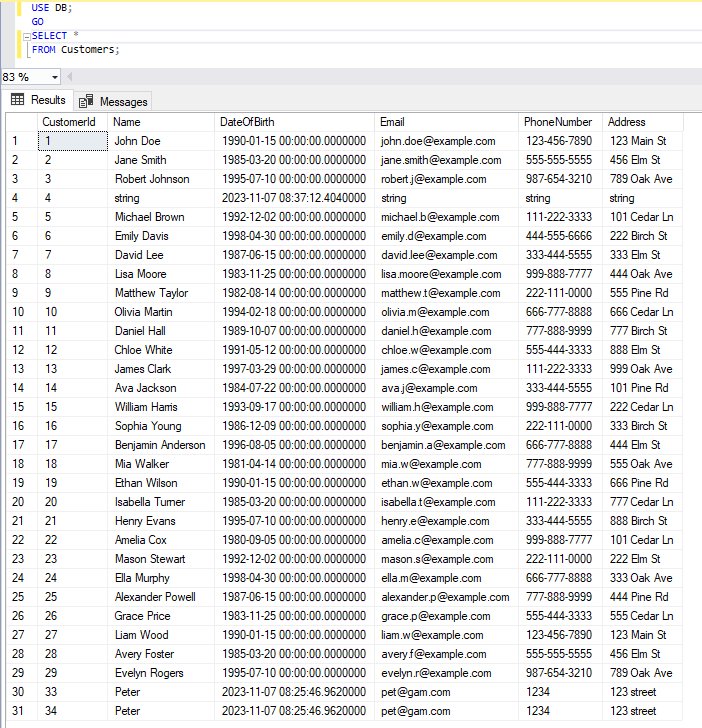 USE DB;
GO
SELECT *
FROM Customers;
83 %
Results Messages
CustomerId Name DateOfBirth Email PhoneNumber Address
1 1 John Doe 1990-01-15 00:00:00.0000000 john.doe@example.com 123-456-7890 123 Main St
2 2 Jane Smith 1985-03-20 00:00:00.0000000 jane.smith@example.com 555-555-5555 456 Elm St
3 3 Robert Johnson 1995-07-10 00:00:00.0000000 robert.j@example.com 987-654-3210 789 Oak Ave
4 4 string 2023-11-07 08:37:12.4040000 string string string
5 5 Michael Brown 1992-12-02 00:00:00.0000000 michael.b@example.com 111-222-3333 101 Cedar Ln
6 6 Emily Davis 1998-04-30 00:00:00.0000000 emily.d@example.com 444-555-6666 222 Birch St
7 7 David Lee 1987-06-15 00:00:00.0000000 david.lee@example.com 333-444-5555 333 Elm St
8 8 Lisa Moore 1983-11-25 00:00:00.0000000 lisa.moore@example.com 999-888-7777 444 Oak Ave
9 9 Matthew Taylor 1982-08-14 00:00:00.0000000 matthew.t@example.com 222-111-0000 555 Pine Rd
10 10 Olivia Martin 1994-02-18 00:00:00.0000000 olivia.m@example.com 666-777-8888 666 Cedar Ln
11 11 Daniel Hall 1989-10-07 00:00:00.0000000 daniel.h@example.com 777-888-9999 777 Birch St
12 12 Chloe White 1991-05-12 00:00:00.0000000 chloe.w@example.com 555-444-3333 888 Elm St
13 13 James Clark 1997-03-29 00:00:00.0000000 james.c@example.com 111-222-3333 999 Oak Ave
14 14 Ava Jackson 1984-07-22 00:00:00.0000000 ava.j@example.com 333-444-5555 101 Pine Rd
15 15 William Harris 1993-09-17 00:00:00.0000000 william.h@example.com 999-888-7777 222 Cedar Ln
16 16 Sophia Young 1986-12-09 00:00:00.0000000 sophia.y@example.com 222-111-0000 333 Birch St
17 17 Benjamin Anderson 1996-08-05 00:00:00.0000000 benjamin.a@example.com 666-777-8888 444 Elm St
18 18 Mia Walker 1981-04-14 00:00:00.0000000 mia.w@example.com 777-888-9999 555 Oak Ave
19 19 Ethan Wilson 1990-01-15 00:00:00.0000000 ethan.w@example.com 555-444-3333 666 Pine Rd
20 20 Isabella Turner 1985-03-20 00:00:00.0000000 isabella.t@example.com 111-222-3333 777 Cedar Ln
21 21 Henry Evans 1995-07-10 00:00:00.0000000 henry.e@example.com 333-444-5555 888 Birch St
22 22 Amelia Cox 1980-09-05 00:00:00.0000000 amelia.c@example.com 999-888-7777 101 Cedar Ln
23 23 Mason Stewart 1992-12-02 00:00:00.0000000 mason.s@example.com 222-111-0000 222 Elm St
24 24 Ella Murphy 1998-04-30 00:00:00.0000000 ella.m@example.com 666-777-8888 333 Oak Ave
25 25 Alexander Powell 1987-06-15 00:00:00.0000000 alexander.p@example.com 777-888-9999 444 Pine Rd
26 26 Grace Price 1983-11-25 00:00:00.0000000 grace.p@example.com 555-444-3333 555 Cedar Ln
27 27 Liam Wood 1990-01-15 00:00:00.0000000 liam.w@example.com 123-456-7890 123 Main St
28 28 Avery Foster 1985-03-20 00:00:00.0000000 avery.f@example.com 555-555-5555 456 Elm St
29 29 Evelyn Rogers 1995-07-10 00:00:00.0000000 evelyn.r@example.com 987-654-3210 789 Oak Ave
30 33 Peter 2023-11-07 08:25:46.9620000 pet@gam.com 1234 123 street
31 34 Peter 2023-11-07 08:25:46.9620000 pet@gam.com 1234 123 street